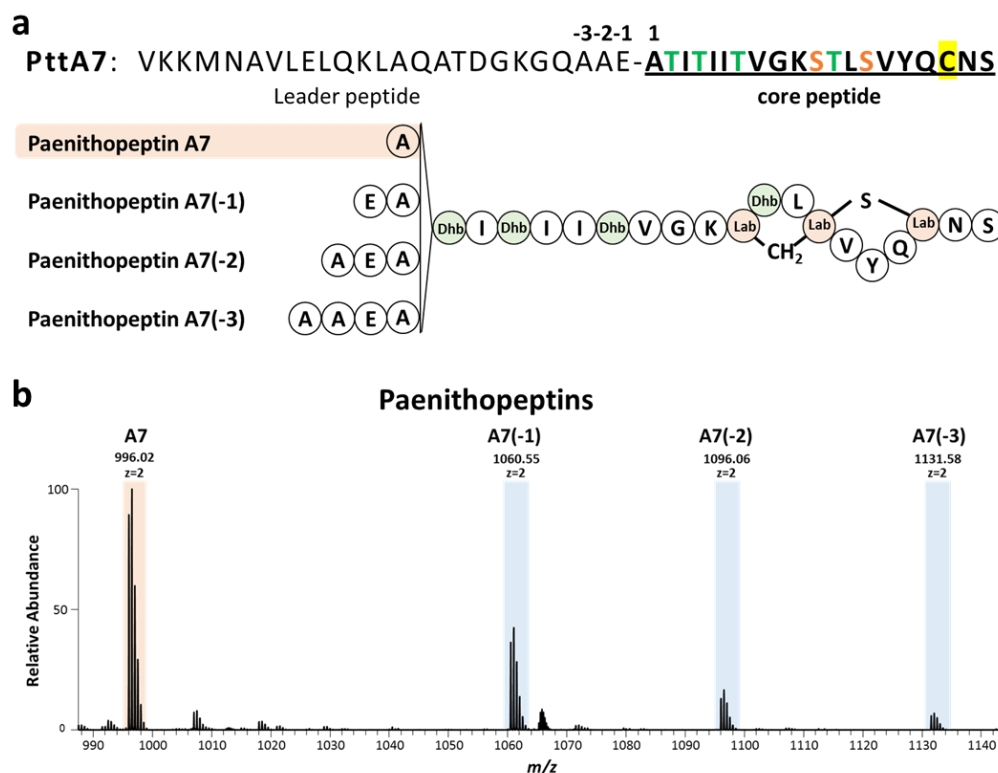 a
-3-2-1 1
PttA7: VKKMNAVLELQKLAQATDGKGQAAE-ATITIITVGKSTLSVYQCNS
Leader peptide core peptide
Paenithopeptin A7 A
Paenithopeptin A7(-1) E A
Paenithopeptin A7(-2) A E A
Paenithopeptin A7(-3) A A E A
Dhb I Dhb I I Dhb V G K Lab Dhb L Lab S Lab N S
CH2 V Y Q
b
Paenithopeptins
A7 A7(-1) A7(-2) A7(-3)
996.02 1060.55 1096.06 1131.58
z=2 z=2 z=2 z=2
100
50
0
Relative Abundance
990 1000 1010 1020 1030 1040 1050 1060 1070 1080 1090 1100 1110 1120 1130 1140
m/z